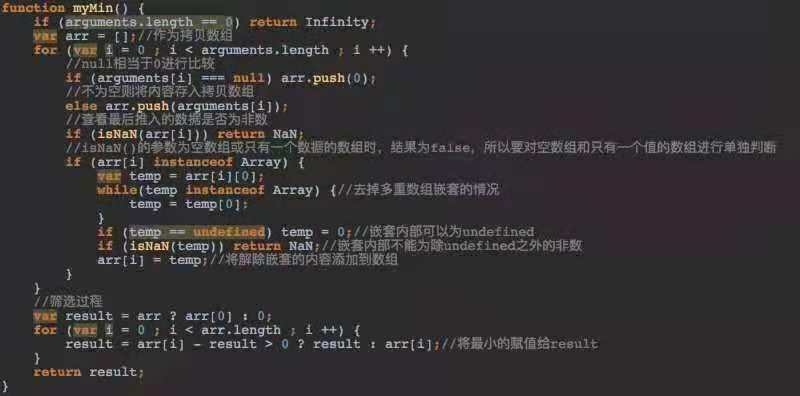 function myMin() {
    if (arguments.length == 0) return Infinity;
    var arr = [];//作为拷贝数组
    for (var i = 0 ; i < arguments.length ; i ++) {
        //null相当于0进行比较
        if (arguments[i] === null) arr.push(0);
        //不为空则将内容存入拷贝数组
        else arr.push(arguments[i]);
        //查看最后推入的数据是否为非数
        if (isNaN(arr[i])) return NaN;
        //isNaN()的参数为空数组或只有一个数据的数组时，结果为false，所以要对空数组和只有一个值的数组进行单独判断
        if (arr[i] instanceof Array) {
            var temp = arr[i][0];
            while(temp instanceof Array) {//去掉多重数组嵌套的情况
                temp = temp[0];
            }
            if (temp == undefined) temp = 0;//嵌套内部可以为undefined
            if (isNaN(temp)) return NaN;//嵌套内部不能为除undefined之外的非数
            arr[i] = temp;//将解除嵌套的内容添加到数组
        }
    }
    //筛选过程
    var result = arr ? arr[0] : 0;
    for (var i = 0 ; i < arr.length ; i ++) {
        result = arr[i] - result > 0 ? result : arr[i];//将最小的赋值给result
    }
    return result;
}